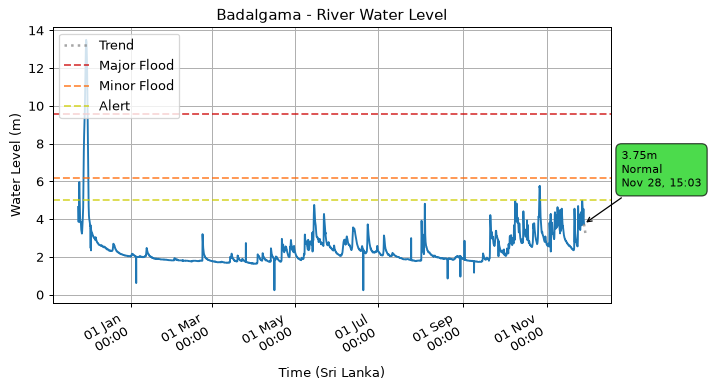 Badalgama - River Water Level
Water Level (m)
14
12
10
8
6
4
2
0
Trend
Major Flood
Minor Flood
Alert
3.75m
Normal
Nov 28, 15:03
01 Jan
00:00
01 Mar
00:00
01 May
00:00
01 Jul
00:00
01 Sep
00:00
01 Nov
00:00
Time (Sri Lanka)